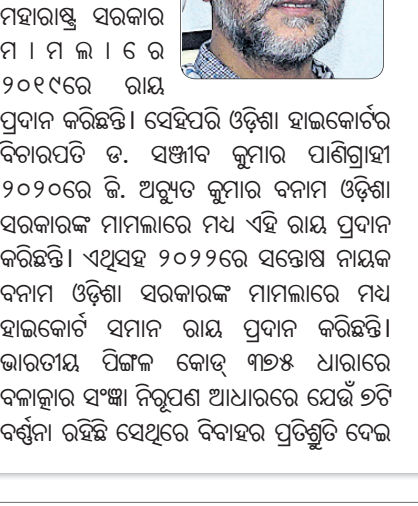 ମହାରାଷ୍ଟ୍ର ସରକାର
ମାମଲାରେ
୨୦୧୯ରେ ରାୟ
ପ୍ରଦାନ କରିଛନ୍ତି। ସେହିପରି ଓଡ଼ିଶା ହାଇକୋର୍ଟର
ବିଚାରପତି ଡ. ସଞ୍ଜୀବ କୁମାର ପାଣିଗ୍ରାହୀ
୨୦୨୦ରେ ଜି. ଅଚ୍ୟୁତ କୁମାର ବନାମ ଓଡ଼ିଶା
ସରକାରଙ୍କ ମାମଲାରେ ମଧ୍ୟ ଏହି ରାୟ ପ୍ରଦାନ
କରିଛନ୍ତି। ଏଥିସହ ୨୦୨୨ରେ ସନ୍ତୋଷ ନାୟକ
ବନାମ ଓଡ଼ିଶା ସରକାରଙ୍କ ମାମଲାରେ ମଧ୍ୟ
ହାଇକୋର୍ଟ ସମାନ ରାୟ ପ୍ରଦାନ କରିଛନ୍ତି।
ଭାରତୀୟ ପିଙ୍ଗଳ କୋଡ୍ ୩୭୫ ଧାରାରେ
ବଳାତ୍କାର ସଂଜ୍ଞା ନିରୂପଣ ଆଧାରରେ ଯେଉଁ ୭ଟି
ବର୍ଣ୍ଣନା ରହିଛି ସେଥିରେ ବିବାହର ପ୍ରତିଶ୍ରୁତି ଦେଇ